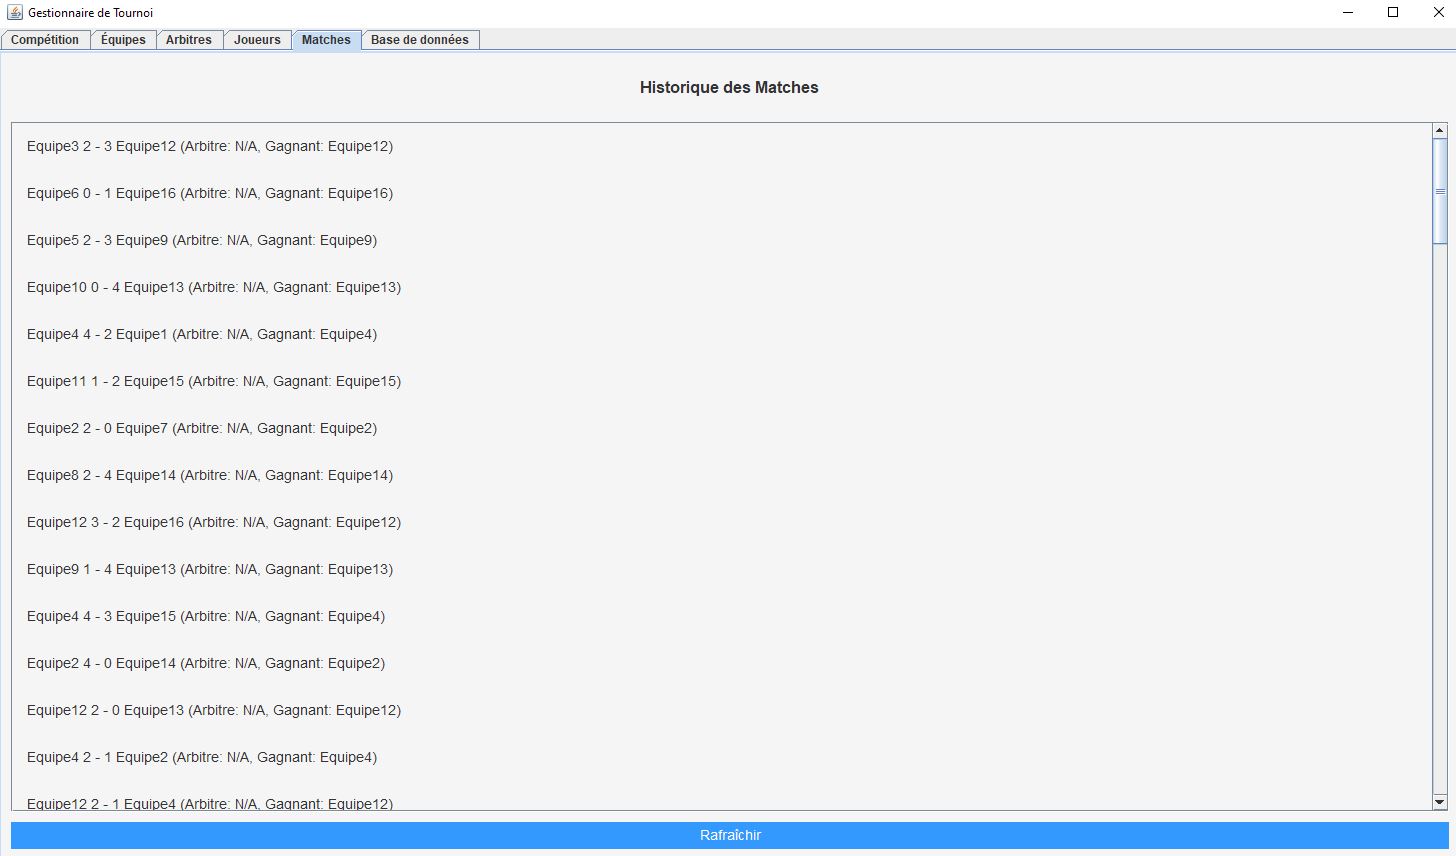 Gestionnaire de Tournoi
Compétition Équipes Arbitres Joueurs Matches Base de données
Historique des Matches
Equipe3 2 - 3 Equipe12 (Arbitre: N/A, Gagnant: Equipe12)
Equipe6 0 - 1 Equipe16 (Arbitre: N/A, Gagnant: Equipe16)
Equipe5 2 - 3 Equipe9 (Arbitre: N/A, Gagnant: Equipe9)
Equipe10 0 - 4 Equipe13 (Arbitre: N/A, Gagnant: Equipe13)
Equipe4 4 - 2 Equipe1 (Arbitre: N/A, Gagnant: Equipe4)
Equipe11 1 - 2 Equipe15 (Arbitre: N/A, Gagnant: Equipe15)
Equipe2 2 - 0 Equipe7 (Arbitre: N/A, Gagnant: Equipe2)
Equipe8 2 - 4 Equipe14 (Arbitre: N/A, Gagnant: Equipe14)
Equipe12 3 - 2 Equipe16 (Arbitre: N/A, Gagnant: Equipe12)
Equipe9 1 - 4 Equipe13 (Arbitre: N/A, Gagnant: Equipe13)
Equipe4 4 - 3 Equipe15 (Arbitre: N/A, Gagnant: Equipe4)
Equipe2 4 - 0 Equipe14 (Arbitre: N/A, Gagnant: Equipe2)
Equipe12 2 - 0 Equipe13 (Arbitre: N/A, Gagnant: Equipe12)
Equipe4 2 - 1 Equipe2 (Arbitre: N/A, Gagnant: Equipe4)
Equipe12 2 - 1 Equipe4 (Arbitre: N/A, Gagnant: Equipe12)
Rafraîchir